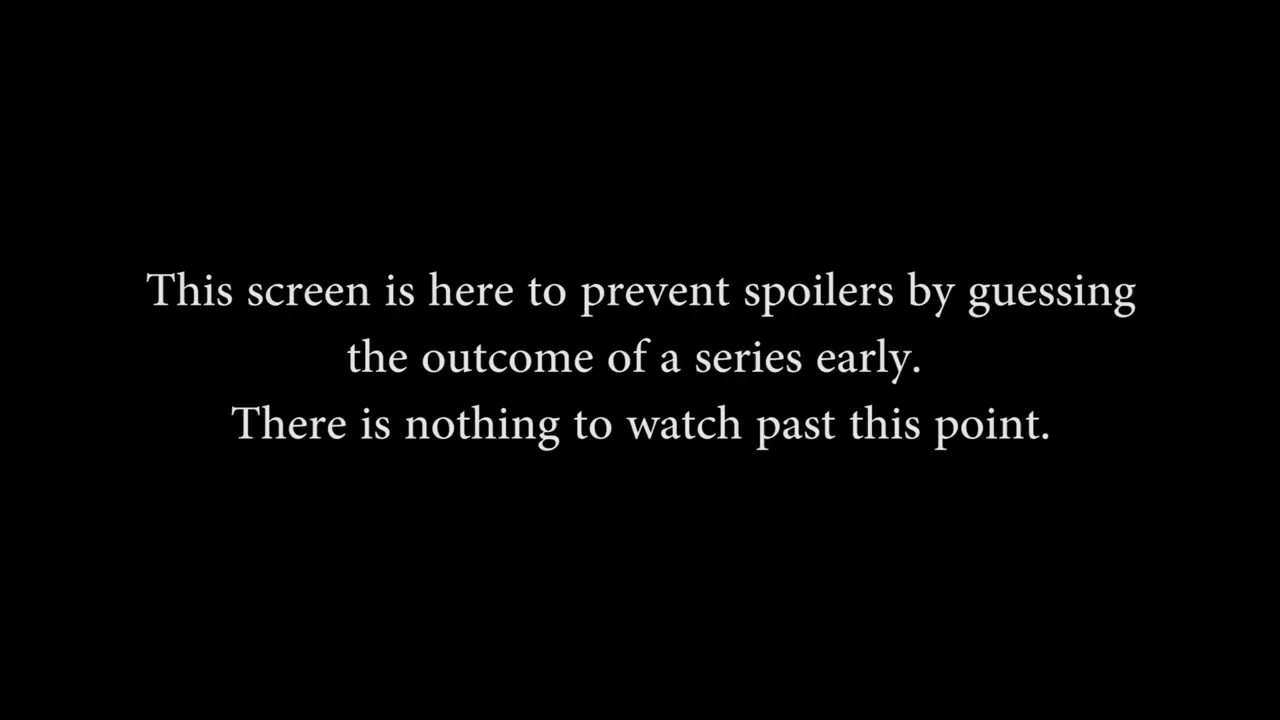 This screen is here to prevent spoilers by guessing
the outcome of a series early.
There is nothing to watch past this point.